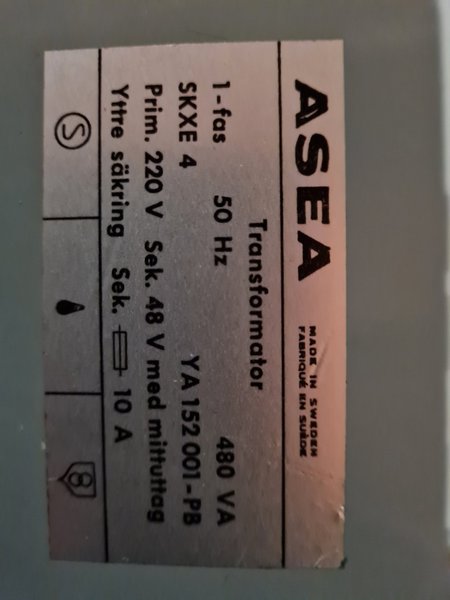 ASEA
MADE IN SWEDEN
FABRIQUÉ EN SUÈDE
Transformator
1-fas 50 Hz 480 VA
SKXE 4 YA 152 001-PB
Prim. 220 V Sek. 48 V med mittuttag
Yttre säkring Sek. 10 A
S
8